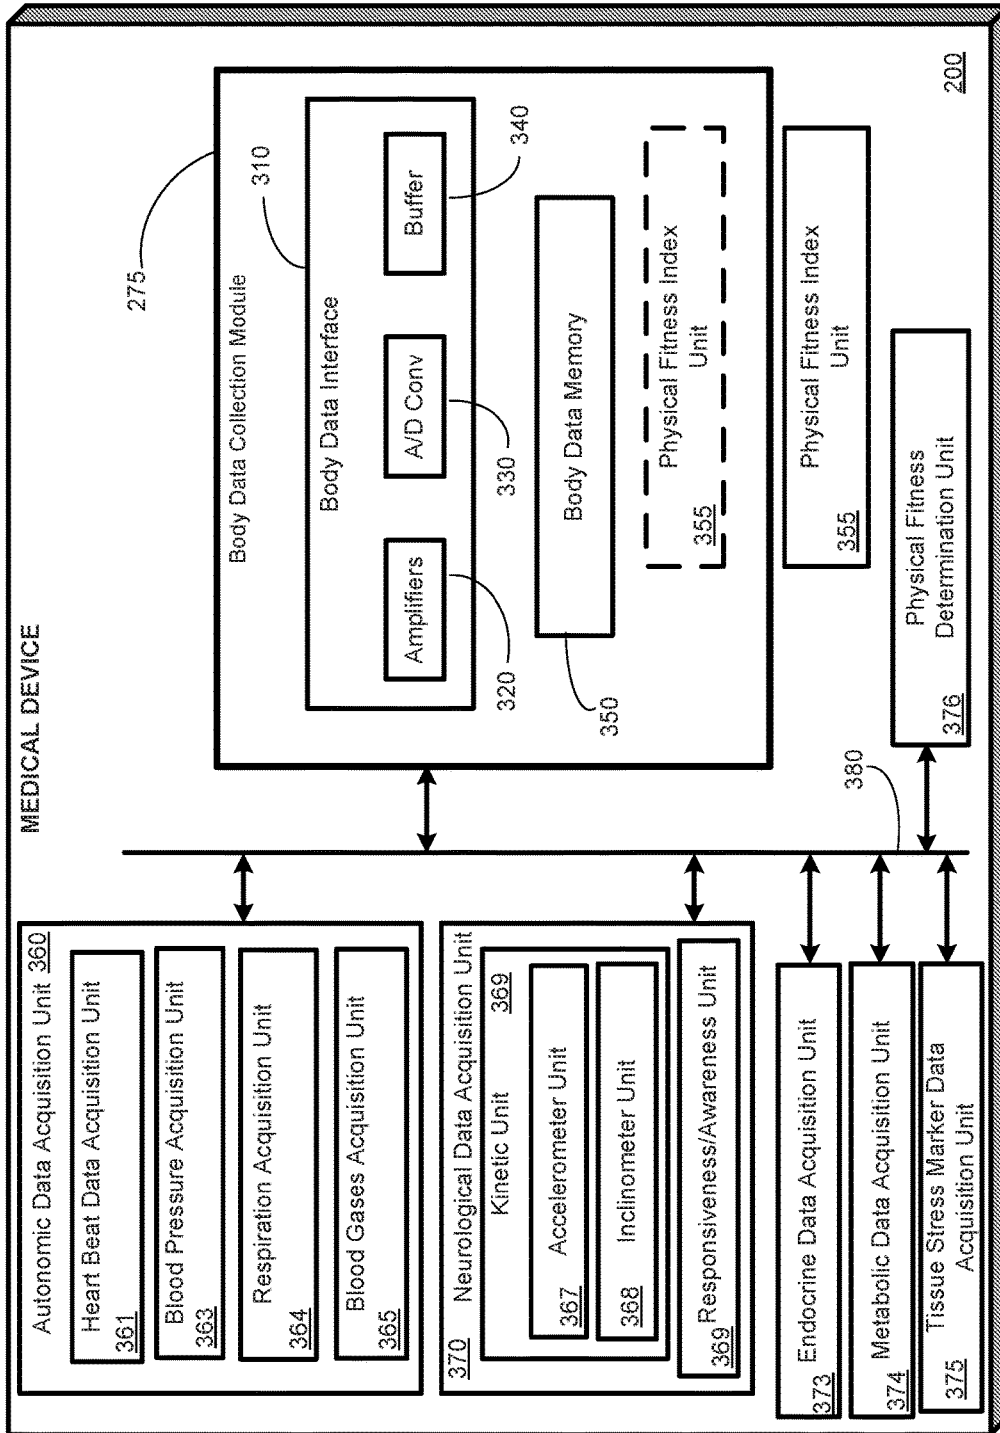 MEDICAL DEVICE
Autonomic Data Acquisition Unit 360
Heart Beat Data Acquisition Unit
361
Blood Pressure Acquisition Unit
363
Respiration Acquisition Unit
364
Blood Gases Acquisition Unit
365
370
Neurological Data Acquisition Unit
Kinetic Unit
369
Accelerometer Unit
367
Inclinometer Unit
368
Responsiveness/Awareness Unit
369
Endocrine Data Acquisition Unit
373
Metabolic Data Acquisition Unit
374
Tissue Stress Marker Data
Acquisition Unit
375
275
Body Data Collection Module
310
Body Data Interface
Amplifiers
A/D Conv
Buffer
320
330
340
Body Data Memory
350
Physical Fitness Index
Unit
355
Physical Fitness Index
Unit
355
Physical Fitness
Determination Unit
376
380
200